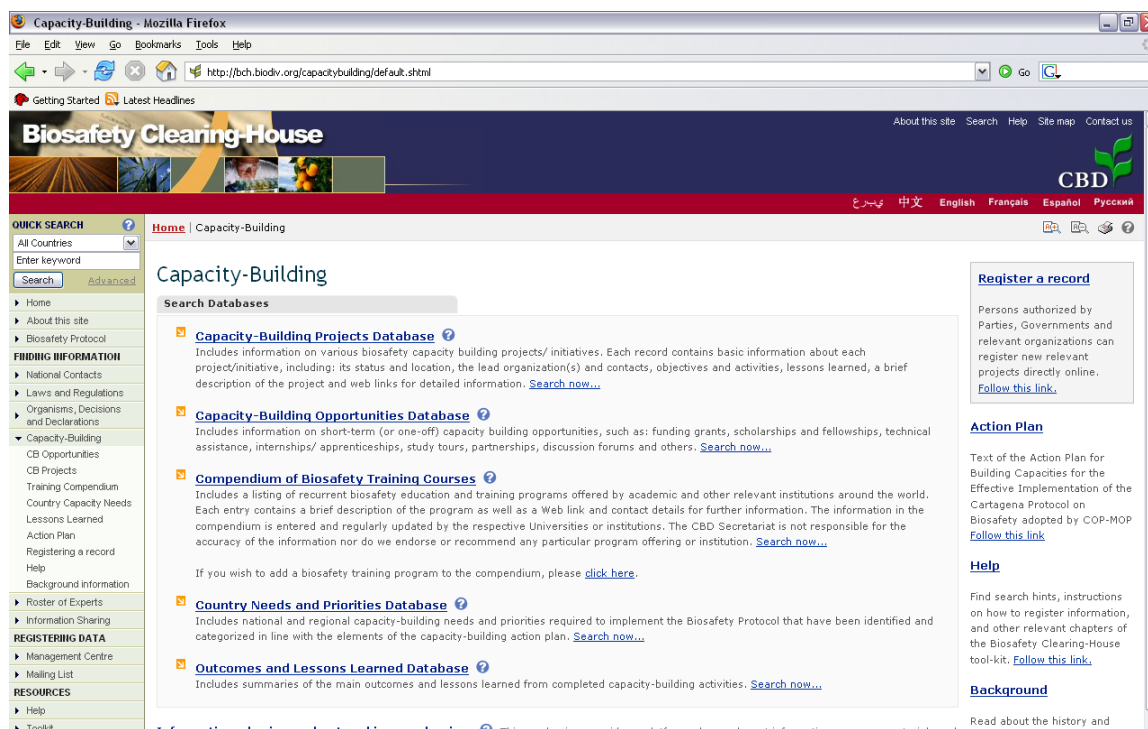 Capacity-Building - Mozilla Firefox
File Edit View Go Bookmarks Tools Help
http://bch.biodiv.org/capacitybuilding/default.shtml
Go
Getting Started Latest Headlines
Biosafety Clearing-House
About this site Search Help Site map Contact us
CBD
中文 English Français Español Русский
QUICK SEARCH
All Countries
Enter keyword
Search Advanced
Home
About this site
Biosafety Protocol
FINDING INFORMATION
National Contacts
Laws and Regulations
Organisms, Decisions
and Declarations
Capacity-Building
CB Opportunities
CB Projects
Training Compendium
Country Capacity Needs
Lessons Learned
Action Plan
Registering a record
Help
Background information
Roster of Experts
Information Sharing
REGISTERING DATA
Management Centre
Mailing List
RESOURCES
Help
Toolkit
Home | Capacity-Building
Capacity-Building
Search Databases
Capacity-Building Projects Database
Includes information on various biosafety capacity building projects/ initiatives. Each record contains basic information about each
project/initiative, including: its status and location, the lead organization(s) and contacts, objectives and activities, lessons learned, a brief
description of the project and web links for detailed information. Search now...
Capacity-Building Opportunities Database
Includes information on short-term (or one-off) capacity building opportunities, such as: funding grants, scholarships and fellowships, technical
assistance, internships/ apprenticeships, study tours, partnerships, discussion forums and others. Search now...
Compendium of Biosafety Training Courses
Includes a listing of recurrent biosafety education and training programs offered by academic and other relevant institutions around the world.
Each entry contains a brief description of the program as well as a Web link and contact details for further information. The information in the
compendium is entered and regularly updated by the respective Universities or institutions. The CBD Secretariat is not responsible for the
accuracy of the information nor do we endorse or recommend any particular program offering or institution. Search now...
If you wish to add a biosafety training program to the compendium, please click here.
Country Needs and Priorities Database
Includes national and regional capacity-building needs and priorities required to implement the Biosafety Protocol that have been identified and
categorized in line with the elements of the capacity-building action plan. Search now...
Outcomes and Lessons Learned Database
Includes summaries of the main outcomes and lessons learned from completed capacity-building activities. Search now...
Register a record
Persons authorized by
Parties, Governments and
relevant organizations can
register new relevant
projects directly online.
Follow this link.
Action Plan
Text of the Action Plan for
Building Capacities for the
Effective Implementation of the
Cartagena Protocol on
Biosafety adopted by COP-MOP
Follow this link
Help
Find search hints, instructions
on how to register information,
and other relevant chapters of
the Biosafety Clearing-House
tool-kit. Follow this link.
Background
Read about the history and